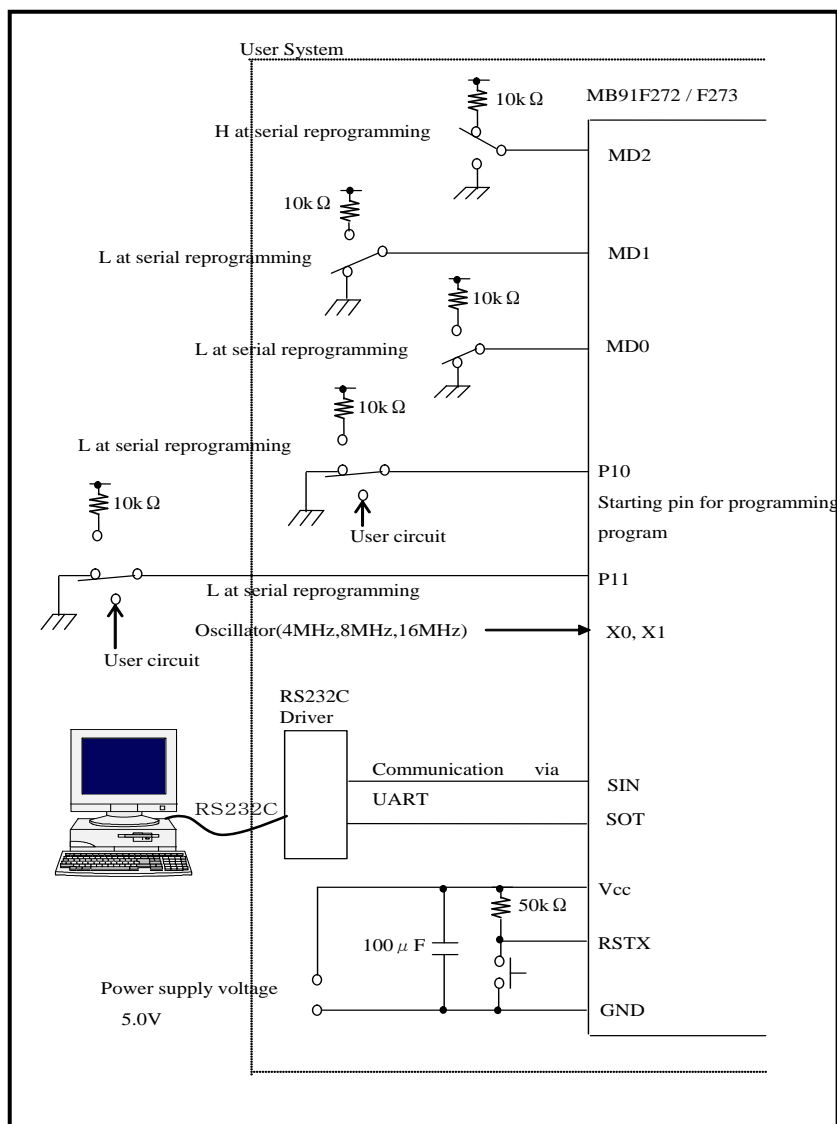 User System
10k Ω
MB91F272 / F273
H at serial reprogramming
MD2
10k Ω
L at serial reprogramming
MD1
10k Ω
L at serial reprogramming
MD0
10k Ω
L at serial reprogramming
P10
10k Ω
Starting pin for programming
program
User circuit
P11
L at serial reprogramming
Oscillator(4MHz,8MHz,16MHz)
X0, X1
User circuit
RS232C
Driver
Communication via
SIN
RS232C
UART
SOT
Vcc
50k Ω
100 μ F
RSTX
Power supply voltage
GND
5.0V